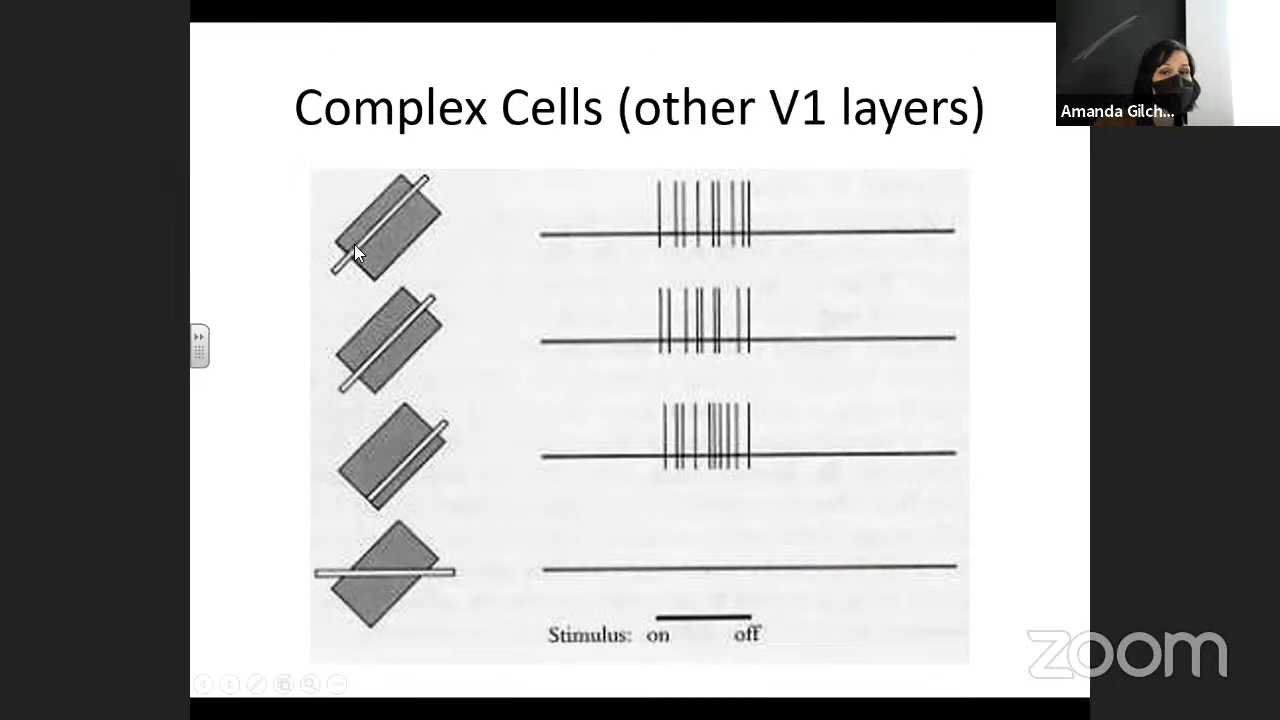 Complex Cells (other V1 layers)
Amanda Gilch...
Stimulus: on off
zoom